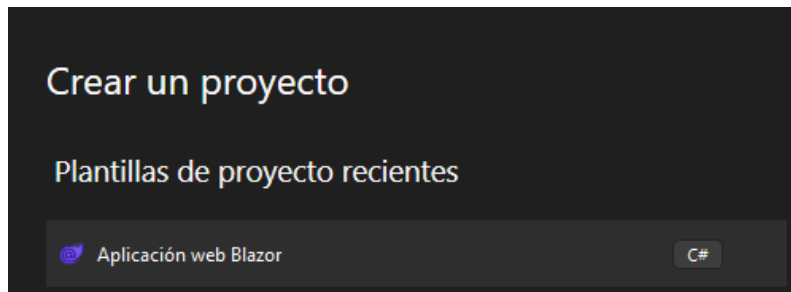 Crear un proyecto
Plantillas de proyecto recientes
Aplicación web Blazor C#